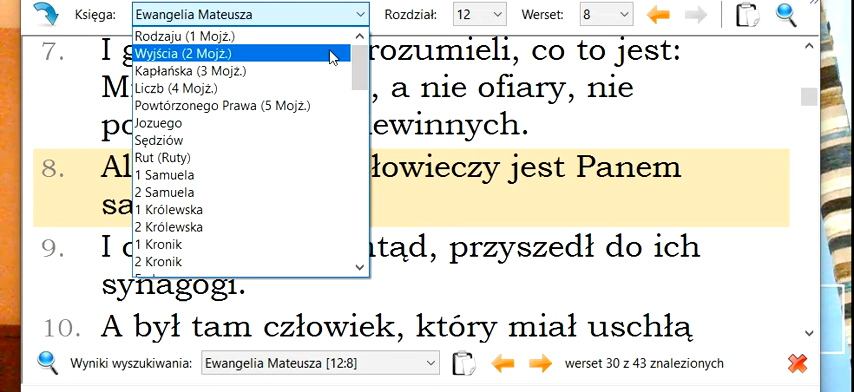 Księga: Ewangelia Mateusza Rozdział: 12 Werset: 8
Rodzaju (1 Mojż.)
Wyjścia (2 Mojż.)
Kapłańska (3 Mojż.)
Liczb (4 Mojż.)
Powtórzonego Prawa (5 Mojż.)
Jozuego
Sędziów
Rut (Ruty)
1 Samuela
2 Samuela
1 Królewska
2 Królewska
1 Kronik
2 Kronik
7. I rozumieli, co to jest:
, a nie ofiary, nie
ewinnych.
8. łowieczy jest Panem
9. I tąd, przyszedł do ich
synagogi.
10. A był tam człowiek, który miał uschłą
Wyniki wyszukiwania: Ewangelia Mateusza [12:8] werset 30 z 43 znalezionych